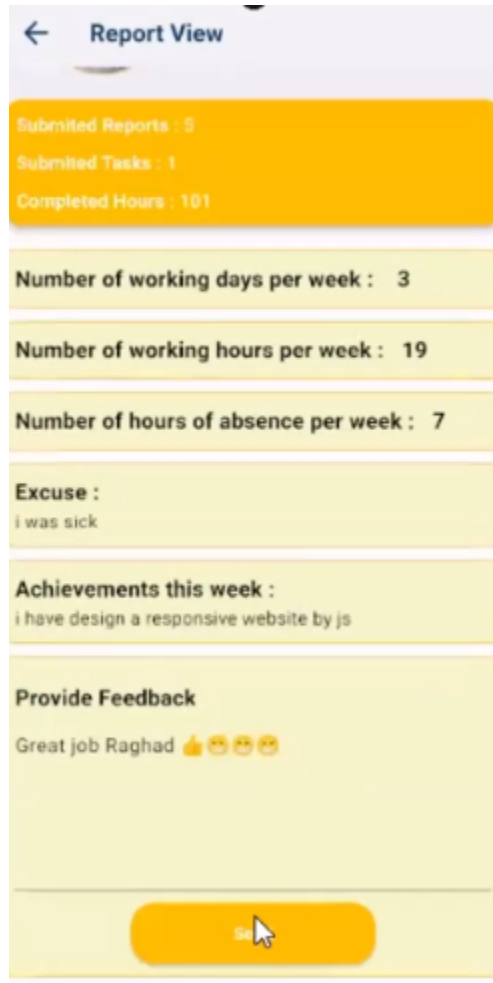 Report View
Submited Reports : 5
Submited Tasks : 1
Completed Hours : 101
Number of working days per week : 3
Number of working hours per week : 19
Number of hours of absence per week : 7
Excuse :
i was sick
Achievements this week :
i have design a responsive website by js
Provide Feedback
Great job Raghad 👍😁😁😁